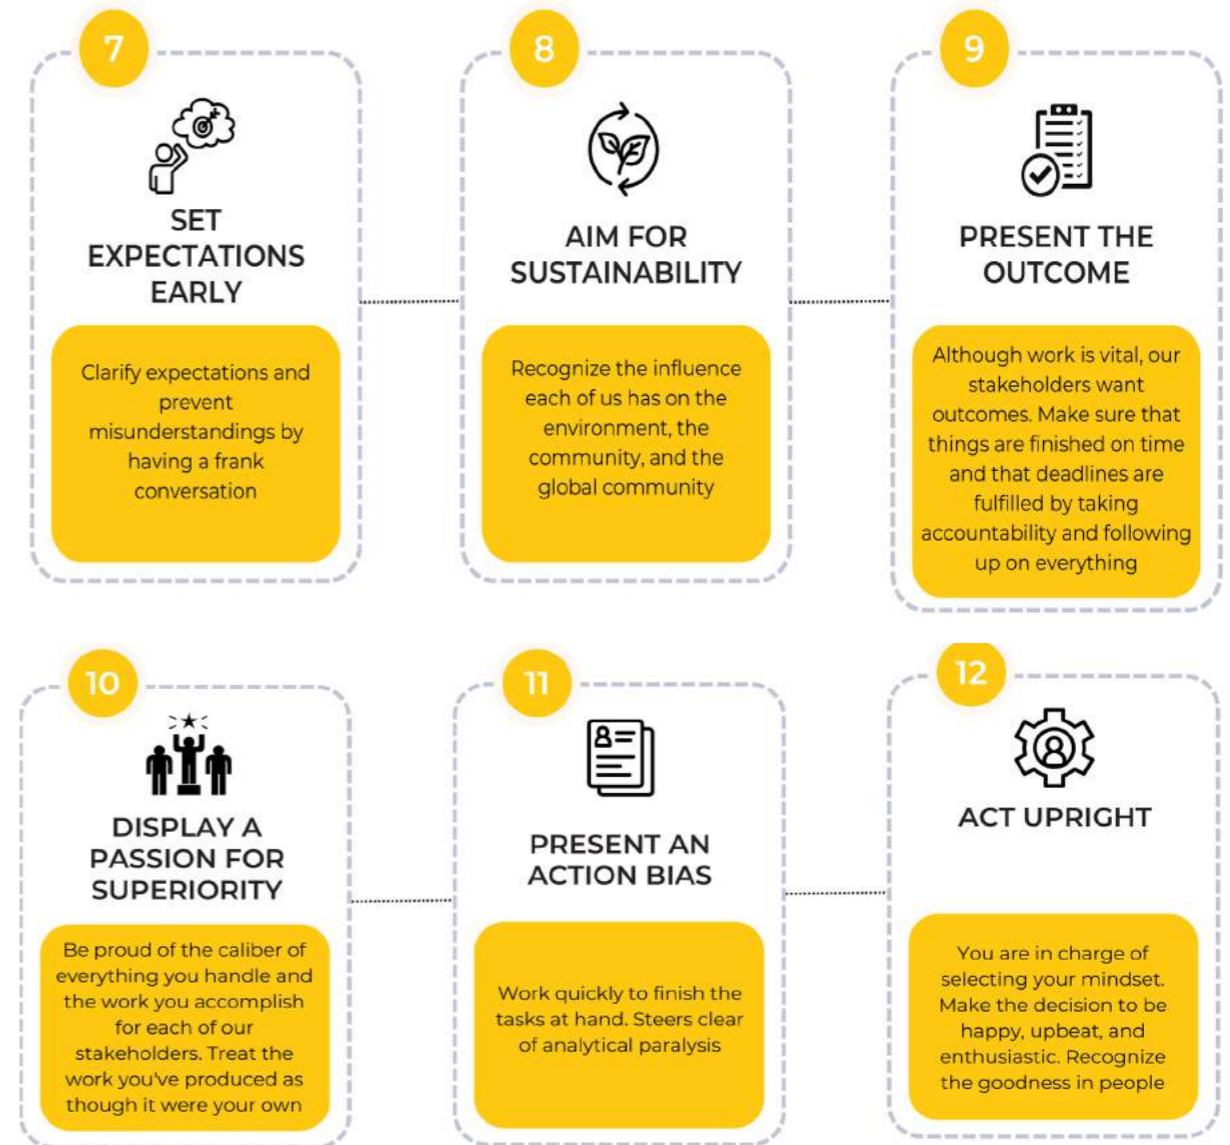 7
SET
EXPECTATIONS
EARLY
Clarify expectations and
prevent
misunderstandings by
having a frank
conversation
8
AIM FOR
SUSTAINABILITY
Recognize the influence
each of us has on the
environment, the
community, and the
global community
9
PRESENT THE
OUTCOME
Although work is vital, our
stakeholders want
outcomes. Make sure that
things are finished on time
and that deadlines are
fulfilled by taking
accountability and following
up on everything
10
DISPLAY A
PASSION FOR
SUPERIORITY
Be proud of the caliber of
everything you handle and
the work you accomplish
for each of our
stakeholders. Treat the
work you've produced as
though it were your own
11
PRESENT AN
ACTION BIAS
Work quickly to finish the
tasks at hand. Steers clear
of analytical paralysis
12
ACT UPRIGHT
You are in charge of
selecting your mindset.
Make the decision to be
happy, upbeat, and
enthusiastic. Recognize
the goodness in people